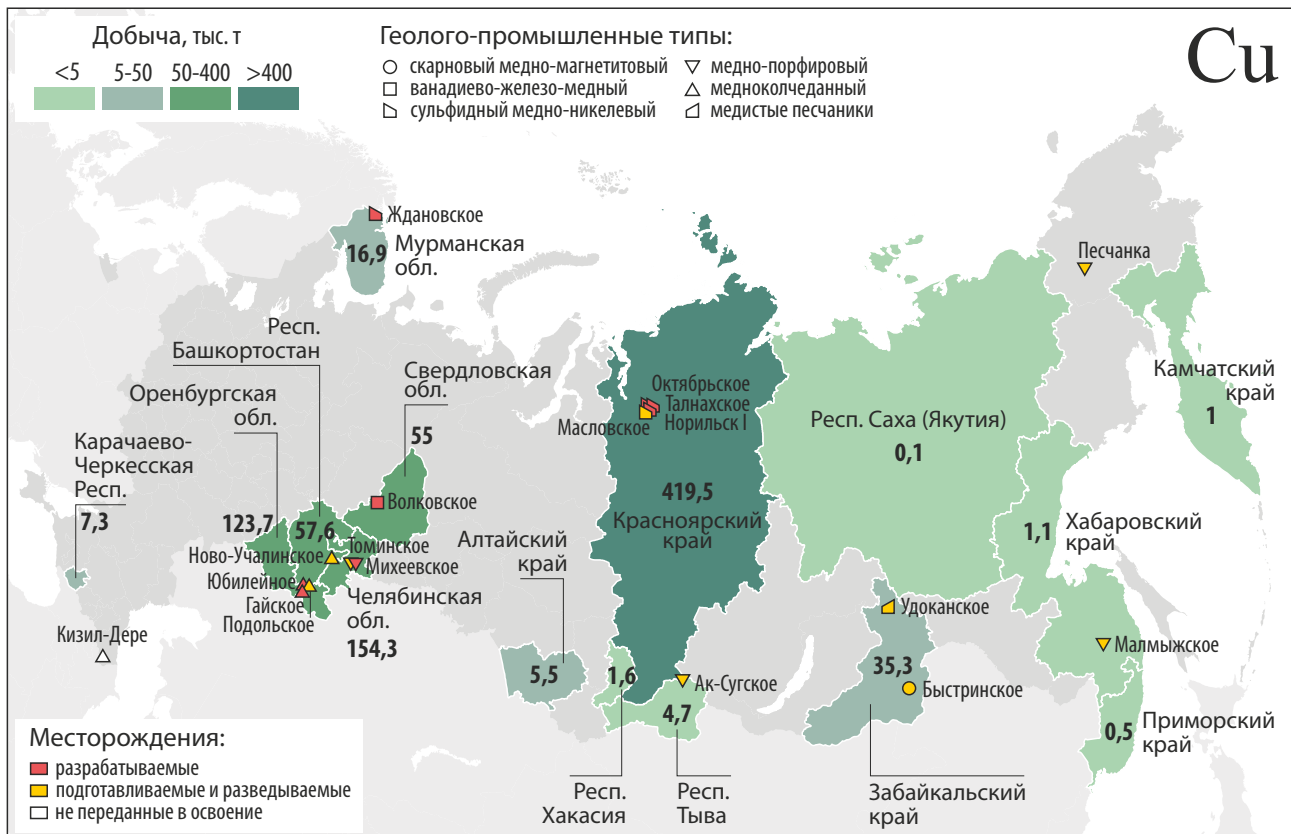 Добыча, тыс. т
<5 5-50 50-400 >400
Геолого-промышленные типы:
скарновый медно-магнетитовый
ванадиево-железо-медный
сульфидный медно-никелевый
медно-порфировый
медноколчеданный
медистые песчаники
Cu
Ждановское
16,9
Мурманская
обл.
Песчанка
Респ.
Башкортостан
Свердловская
обл.
55
Оренбургская
обл.
Карачаево-
Черкесская
Респ.
7,3
Октябрьское
Талнахское
Норильск I
Масловское
Камчатский
край
1
Респ. Саха (Якутия)
0,1
Волковское
419,5
Красноярский
край
123,7
57,6
Ново-Учалинское
Томинское
Михеевское
Юбилейное
Гайское
Подольское
Челябинская
обл.
154,3
Алтайский
край
1,1
Хабаровский
край
Удоканское
Кизил-Дере
Малмыжское
5,5
1,6
Ак-Сугское
4,7
35,3
Быстринское
0,5
Приморский
край
Респ.
Хакасия
Респ.
Тыва
Забайкальский
край
Месторождения:
разрабатываемые
подготавливаемые и разведываемые
не переданные в освоение